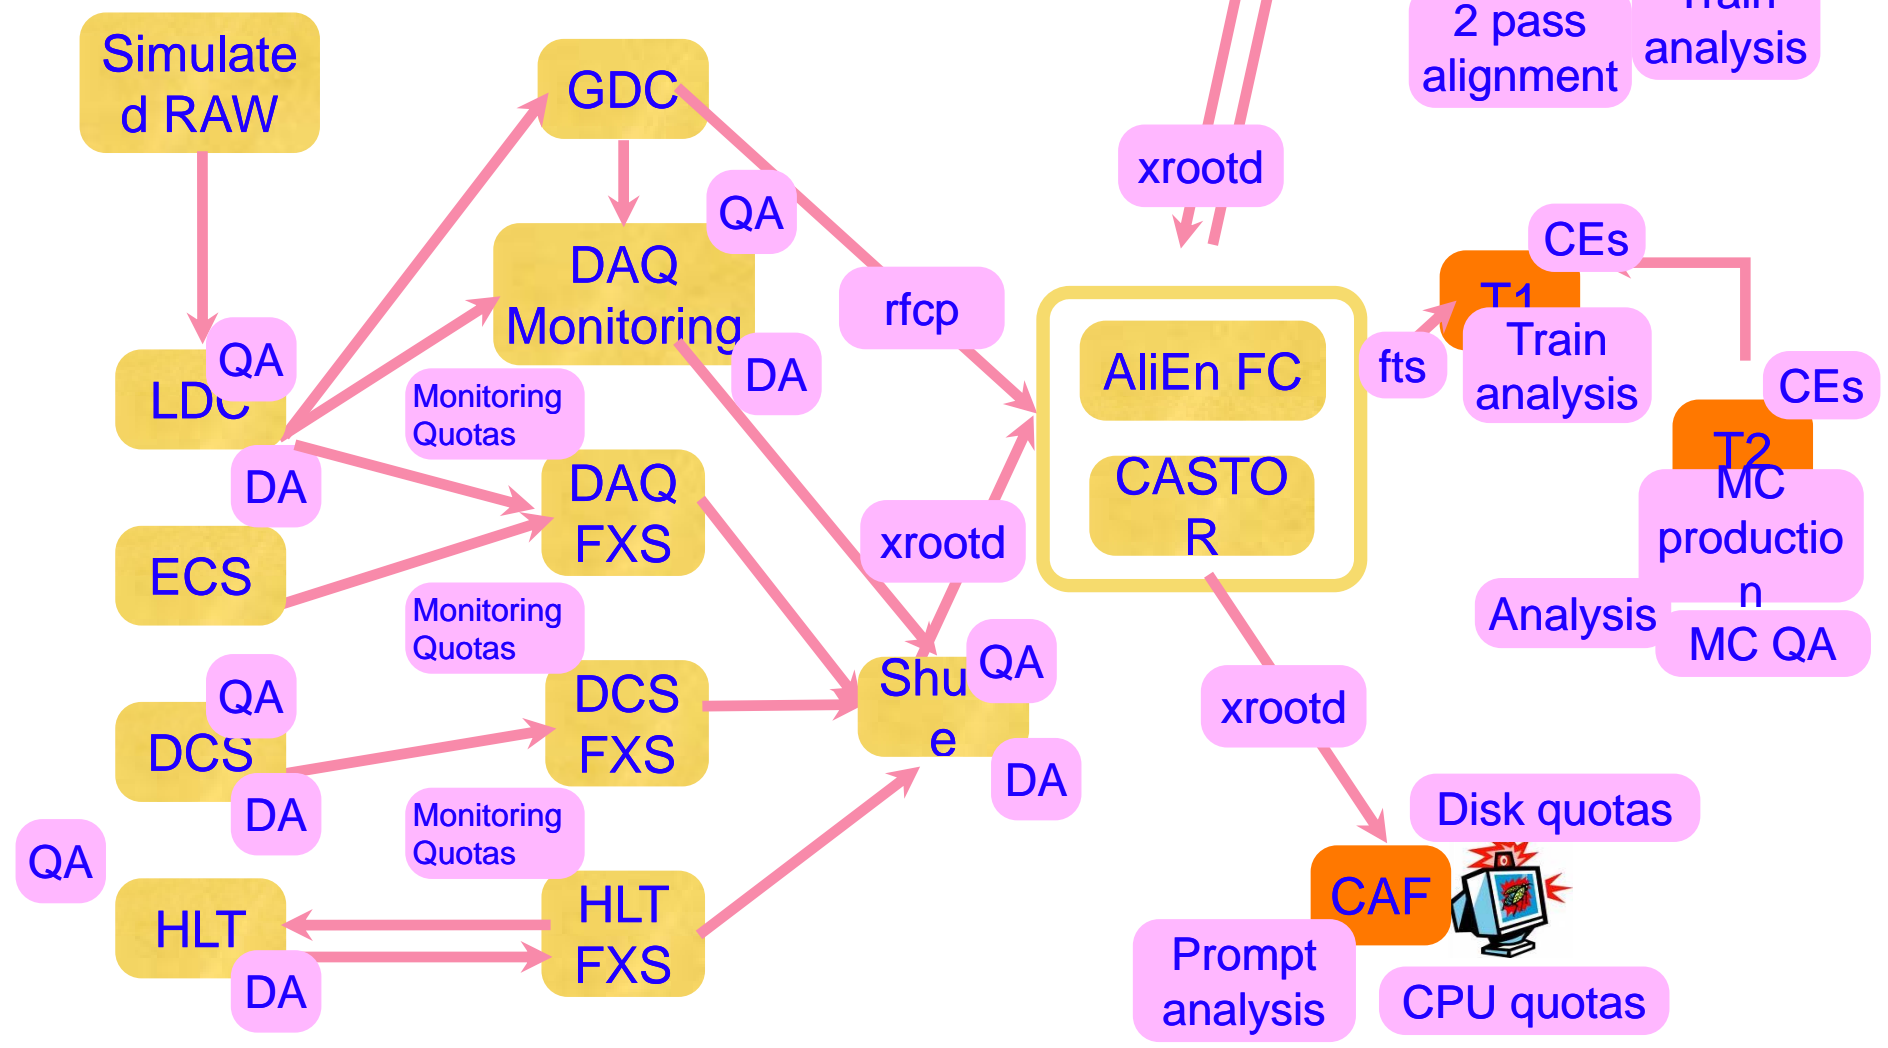 Simulate
d RAW
GDC
2 pass
alignment
Train
analysis
xrootd
QA
CEs
DAQ
Monitoring
rfcp
T1
QA
LDC
DA
Monitoring
Quotas
AliEn FC
fts
Train
analysis
CEs
T2
DA
DAQ
FXS
CASTO
R
MC
productio
n
xrootd
ECS
Monitoring
Quotas
Analysis
MC QA
QA
DCS
DCS
FXS
Shu
e
QA
xrootd
DA
DA
Monitoring
Quotas
Disk quotas
QA
HLT
HLT
FXS
CAF
DA
Prompt
analysis
CPU quotas